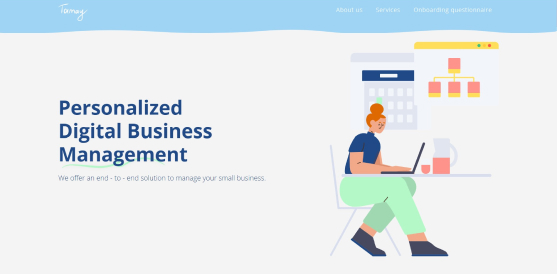 About us Services Onboarding questionnaire
Personalized
Digital Business
Management
We offer an end - to - end solution to manage your small business.